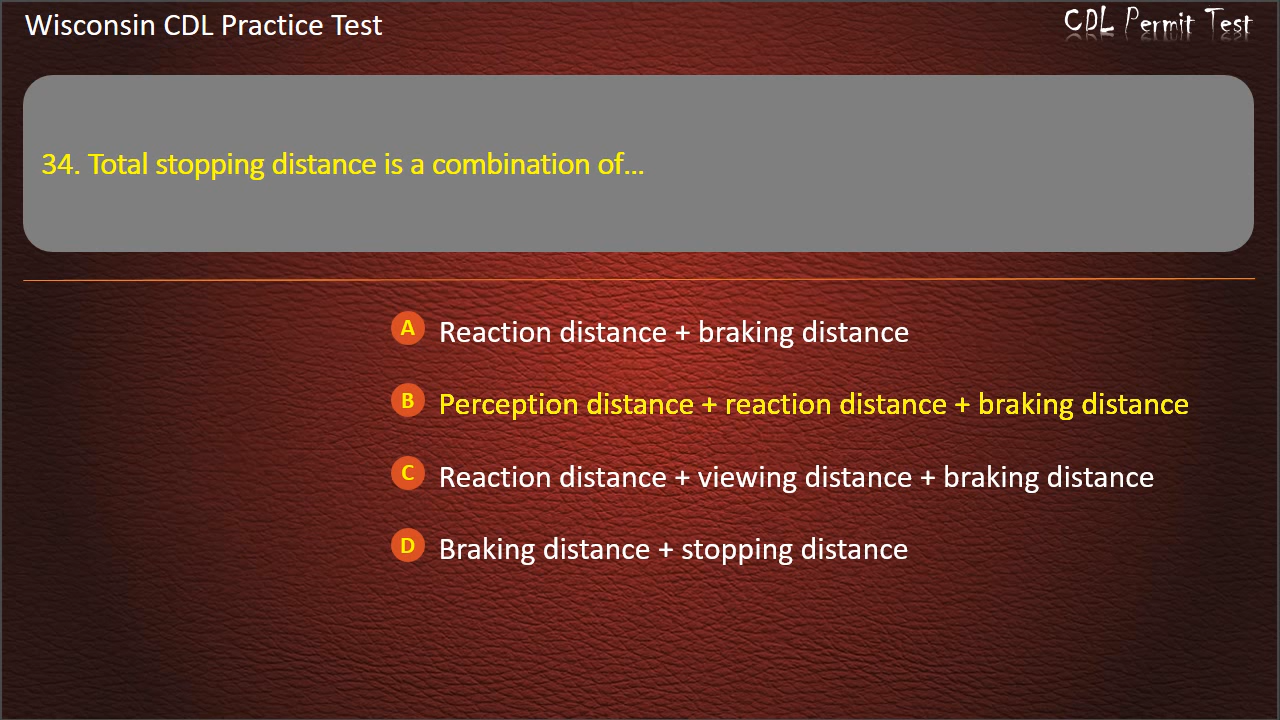 Wisconsin CDL Practice Test
CDL Permit Test
34. Total stopping distance is a combination of...
A Reaction distance + braking distance
B Perception distance + reaction distance + braking distance
C Reaction distance + viewing distance + braking distance
D Braking distance + stopping distance